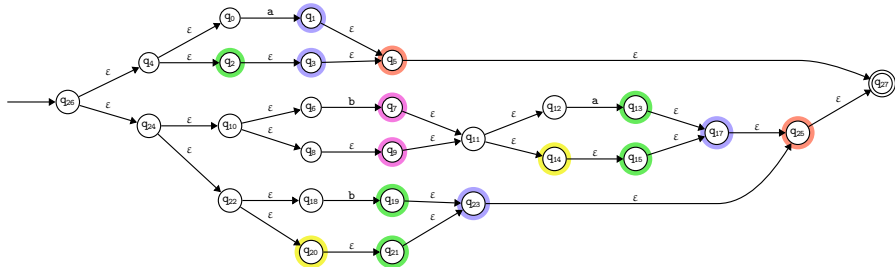 q0 a q1
ε ε
q4 ε q2 ε q3 ε q5 ε
ε
q26 q27
ε q6 b q7 q12 a q13 ε
ε ε ε ε
q24 ε q10 q11 q17 ε q25
ε ε ε ε
q8 ε q9 q14 ε q15
ε
q22 ε q18 b q19 ε q23 ε
ε ε
q20 ε q21